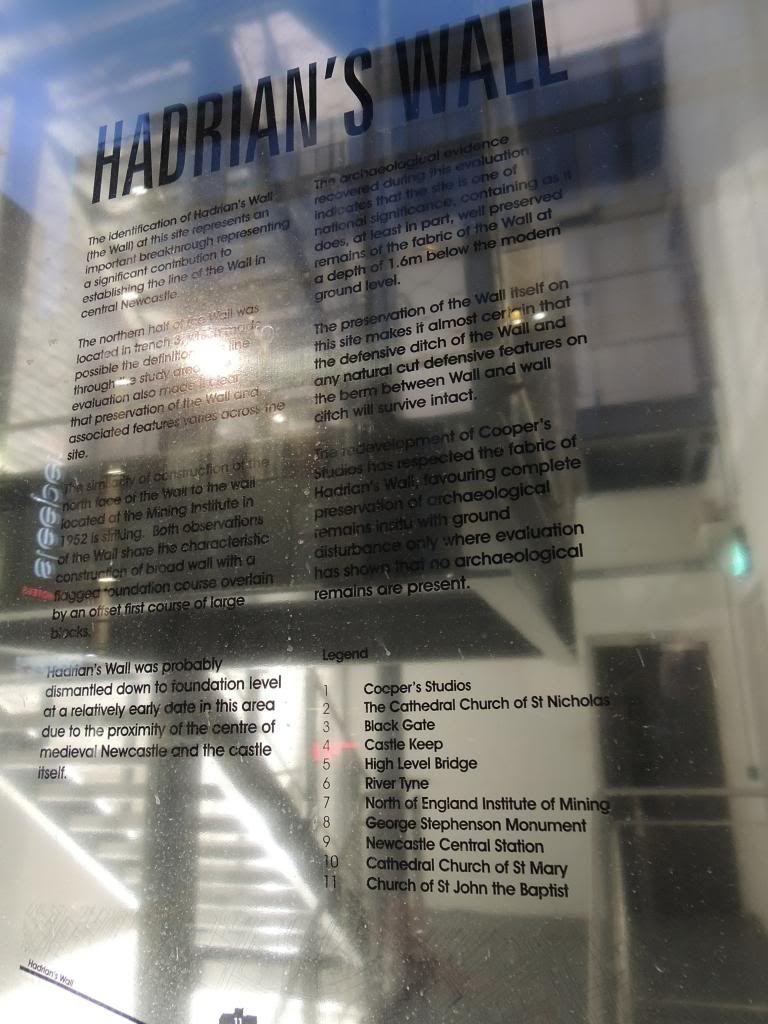 HADRIAN'S WALL
The identification of Hadrian's Wall
(the Wall) at this site represents an
important breakthrough representing
a significant contribution to
establishing the line of the Wall in
central Newcastle.
The northern half of the Wall was
located in trench 3, which made
possible the definition line
through the study area
evaluation also made it clear
that preservation of the Wall and
associated features varies across the
site.
The similarity of construction of the
north face of the Wall to the wall
located at the Mining Institute in
1952 is striking. Both observations
of the Wall share the characteristic
construction of broad wall with a
flagged foundation course overlain
by an offset first course of large
blocks.
Hadrian's Wall was probably
dismantled down to foundation level
at a relatively early date in this area
due to the proximity of the centre of
medieval Newcastle and the castle
itself.
The archaeological evidence
recovered during this evaluation
indicates that the site is one of
national significance, containing as it
does, at least in part, well preserved
remains of the fabric of the Wall at
a depth of 1.6m below the modern
ground level.
The preservation of the Wall itself on
this site makes it almost certain that
the defensive ditch of the Wall and
any natural cut defensive features on
the berm between Wall and wall
ditch will survive intact.
The redevelopment of Cooper's
Studios has respected the fabric of
Hadrian's Wall, favouring complete
preservation of archaeological
remains insitu with ground
disturbance only where evaluation
has shown that no archaeological
remains are present.
Legend
1 Cooper's Studios
2 The Cathedral Church of St Nicholas
3 Black Gate
4 Castle Keep
5 High Level Bridge
6 River Tyne
7 North of England Institute of Mining
8 George Stephenson Monument
9 Newcastle Central Station
10 Cathedral Church of St Mary
11 Church of St John the Baptist
Hadrian's Wall
11